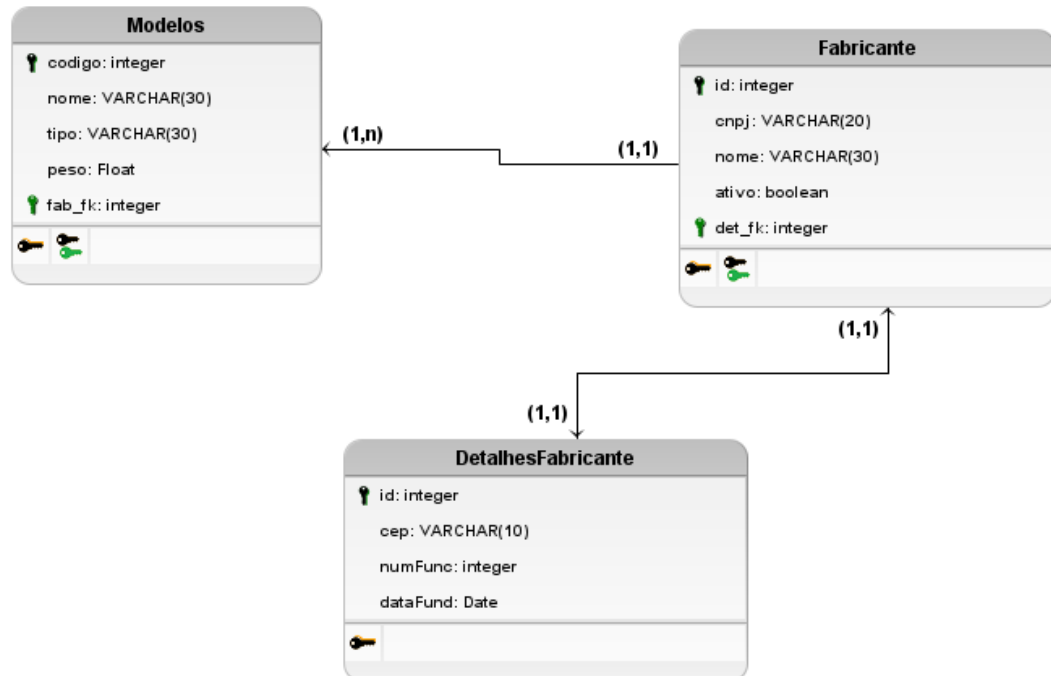 Modelos
codigo: integer
nome: VARCHAR(30)
tipo: VARCHAR(30)
peso: Float
fab_fk: integer
(1,n)
(1,1)
Fabricante
id: integer
cnpj: VARCHAR(20)
nome: VARCHAR(30)
ativo: boolean
det_fk: integer
(1,1)
(1,1)
DetalhesFabricante
id: integer
cep: VARCHAR(10)
numFunc: integer
dataFund: Date